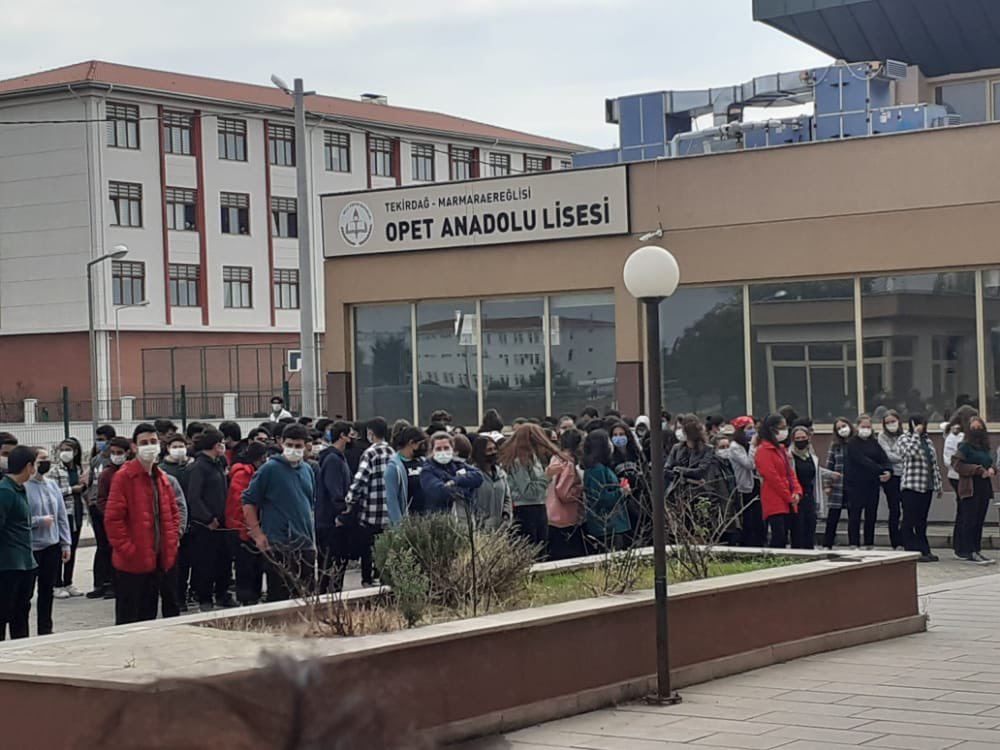 TEKİRDAĞ - MARMARAEREĞLİSİ
OPET ANADOLU LİSESİ